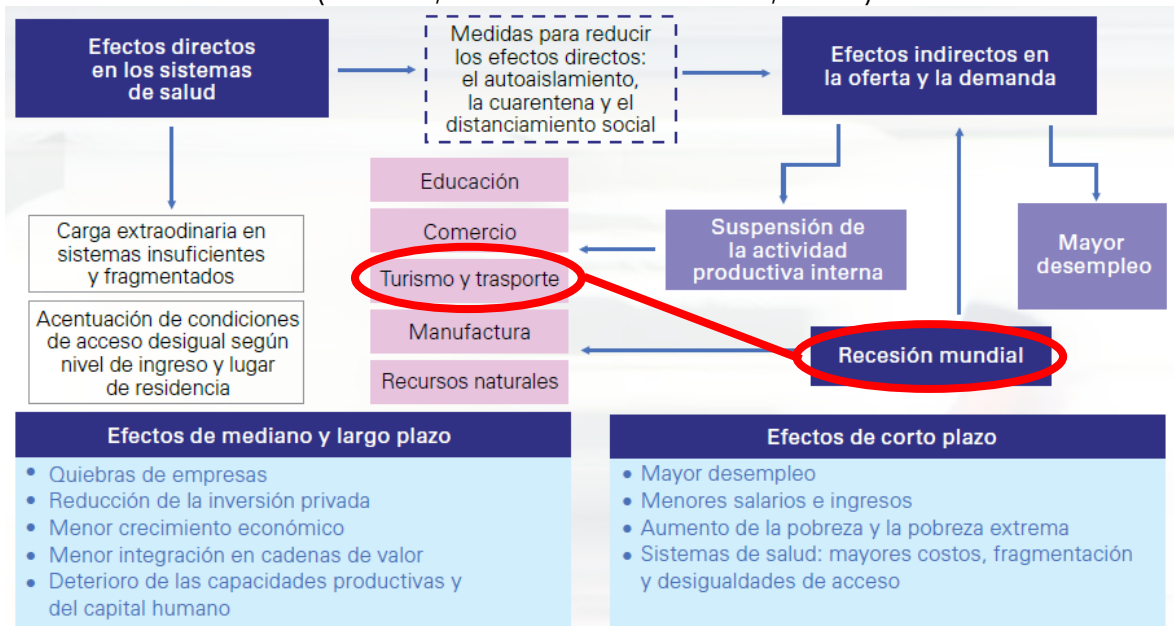 Efectos directos
en los sistemas
de salud
Medidas para reducir
los efectos directos:
el autoaislamiento,
la cuarentena y el
distanciamiento social
Efectos indirectos en
la oferta y la demanda
Educación
Comercio
Turismo y trasporte
Manufactura
Recursos naturales
Suspensión de
la actividad
productiva interna
Mayor
desempleo
Carga extraodinaria en
sistemas insuficientes
y fragmentados
Acentuación de condiciones
de acceso desigual según
nivel de ingreso y lugar
de residencia
Recesión mundial
Efectos de mediano y largo plazo
• Quiebras de empresas
• Reducción de la inversión privada
• Menor crecimiento económico
• Menor integración en cadenas de valor
• Deterioro de las capacidades productivas y
del capital humano
Efectos de corto plazo
• Mayor desempleo
• Menores salarios e ingresos
• Aumento de la pobreza y la pobreza extrema
• Sistemas de salud: mayores costos, fragmentación
y desigualdades de acceso